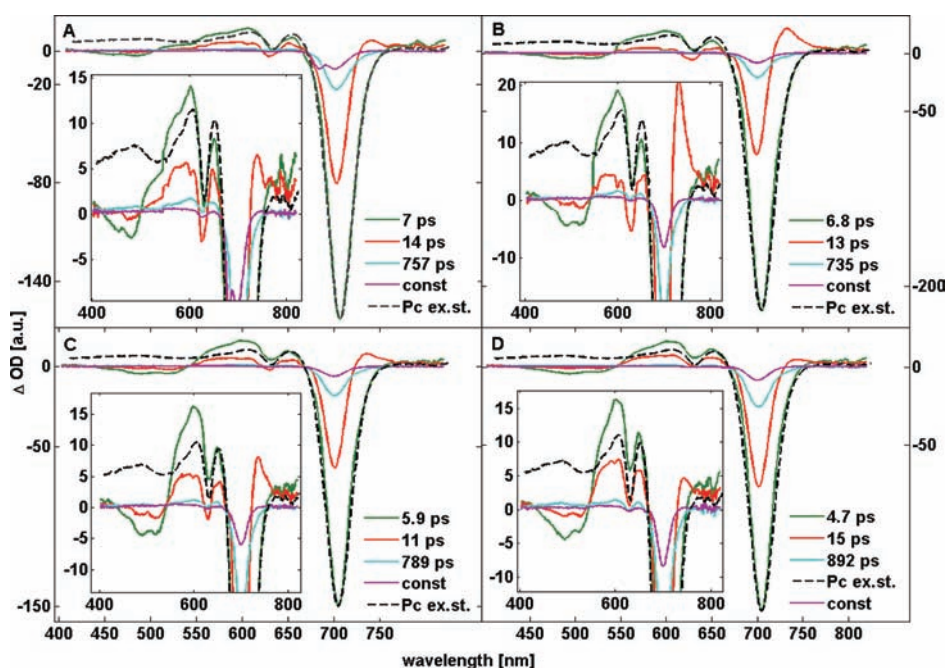 A
B
0
-20
-80
-140
0
-50
-200
10
5
0
-5
400 600 800
7 ps
14 ps
757 ps
const
Pc ex.st.
20
10
0
-10
400 600 800
6.8 ps
13 ps
735 ps
const
Pc ex.st.
Δ OD [a.u.]
C
D
0
-50
-150
0
-50
15
10
5
0
-5
-10
400 600 800
5.9 ps
11 ps
789 ps
const
Pc ex.st.
15
10
5
0
-5
-10
400 600 800
4.7 ps
15 ps
892 ps
Pc ex.st.
const
400 450 500 550 600 650 700 750
450 500 550 600 650 700 750 800
wavelength [nm]